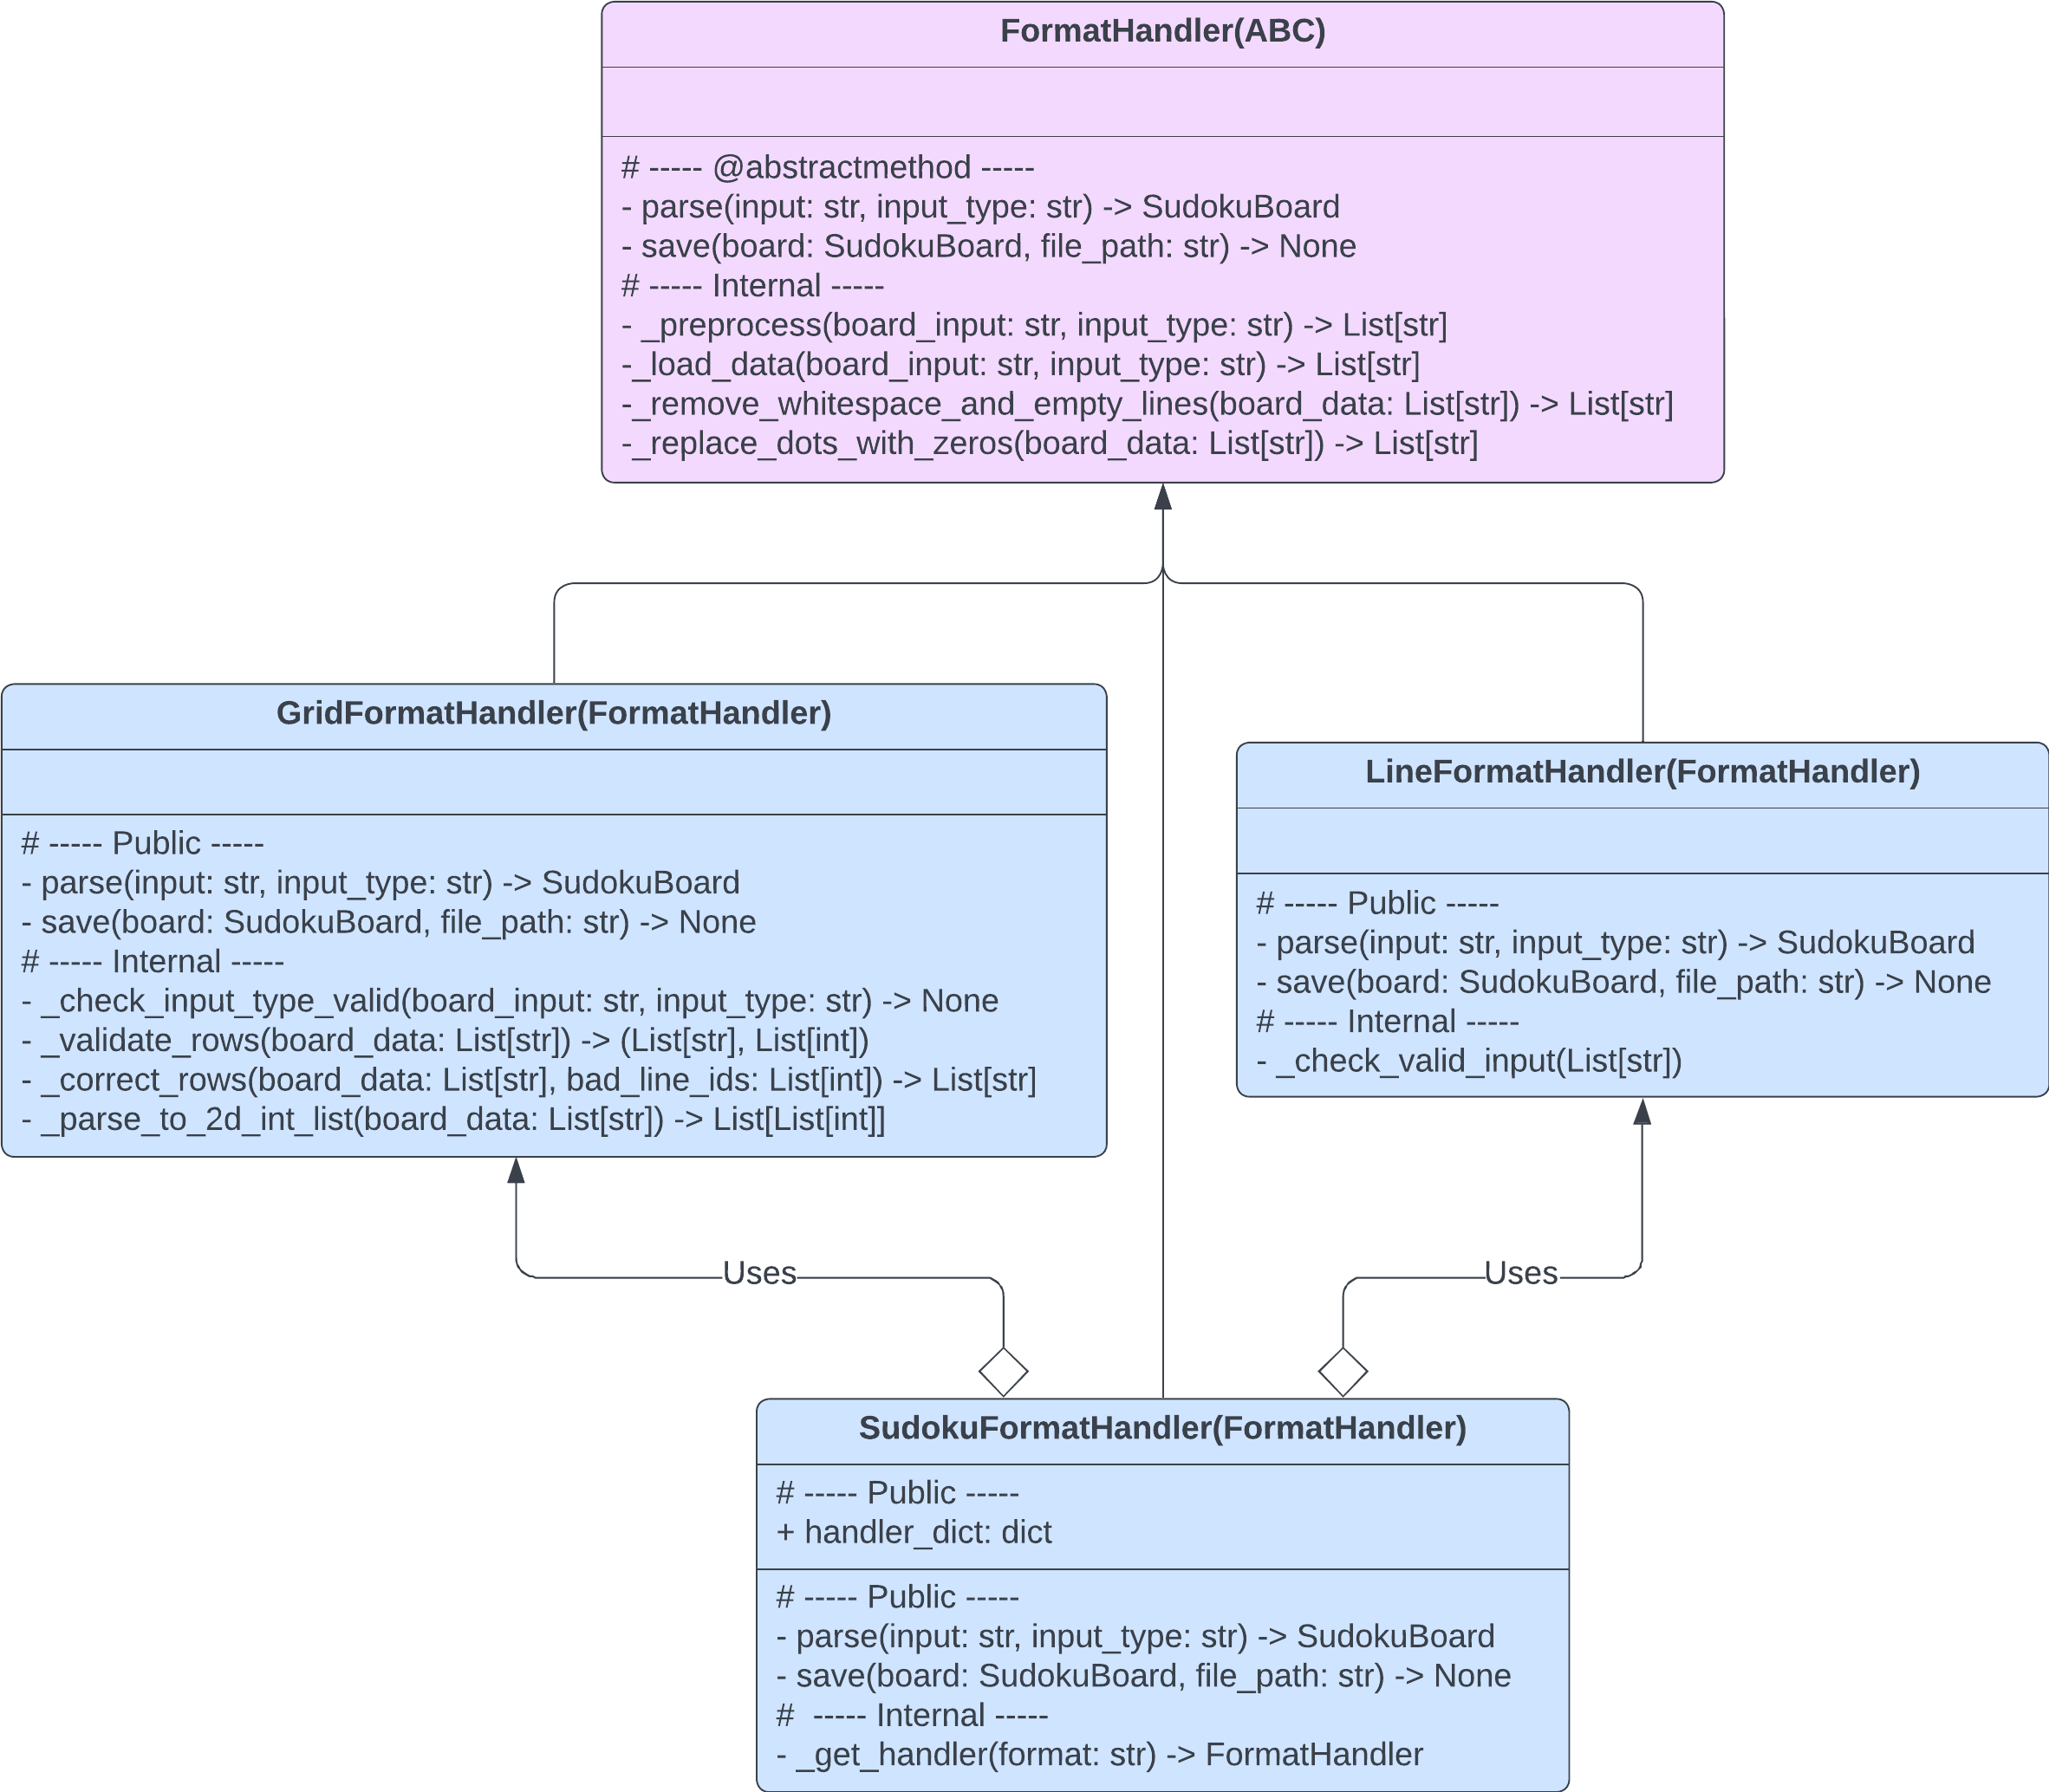 FormatHandler(ABC)
# ----- @abstractmethod -----
- parse(input: str, input_type: str) -> SudokuBoard
- save(board: SudokuBoard, file_path: str) -> None
# ----- Internal -----
- _preprocess(board_input: str, input_type: str) -> List[str]
-_load_data(board_input: str, input_type: str) -> List[str]
-_remove_whitespace_and_empty_lines(board_data: List[str]) -> List[str]
-_replace_dots_with_zeros(board_data: List[str]) -> List[str]
GridFormatHandler(FormatHandler)
# ----- Public -----
- parse(input: str, input_type: str) -> SudokuBoard
- save(board: SudokuBoard, file_path: str) -> None
# ----- Internal -----
- _check_input_type_valid(board_input: str, input_type: str) -> None
- _validate_rows(board_data: List[str]) -> (List[str], List[int])
- _correct_rows(board_data: List[str], bad_line_ids: List[int]) -> List[str]
- _parse_to_2d_int_list(board_data: List[str]) -> List[List[int]]
LineFormatHandler(FormatHandler)
# ----- Public -----
- parse(input: str, input_type: str) -> SudokuBoard
- save(board: SudokuBoard, file_path: str) -> None
# ----- Internal -----
- _check_valid_input(List[str])
Uses
Uses
SudokuFormatHandler(FormatHandler)
# ----- Public -----
+ handler_dict: dict
# ----- Public -----
- parse(input: str, input_type: str) -> SudokuBoard
- save(board: SudokuBoard, file_path: str) -> None
#  ----- Internal -----
- _get_handler(format: str) -> FormatHandler